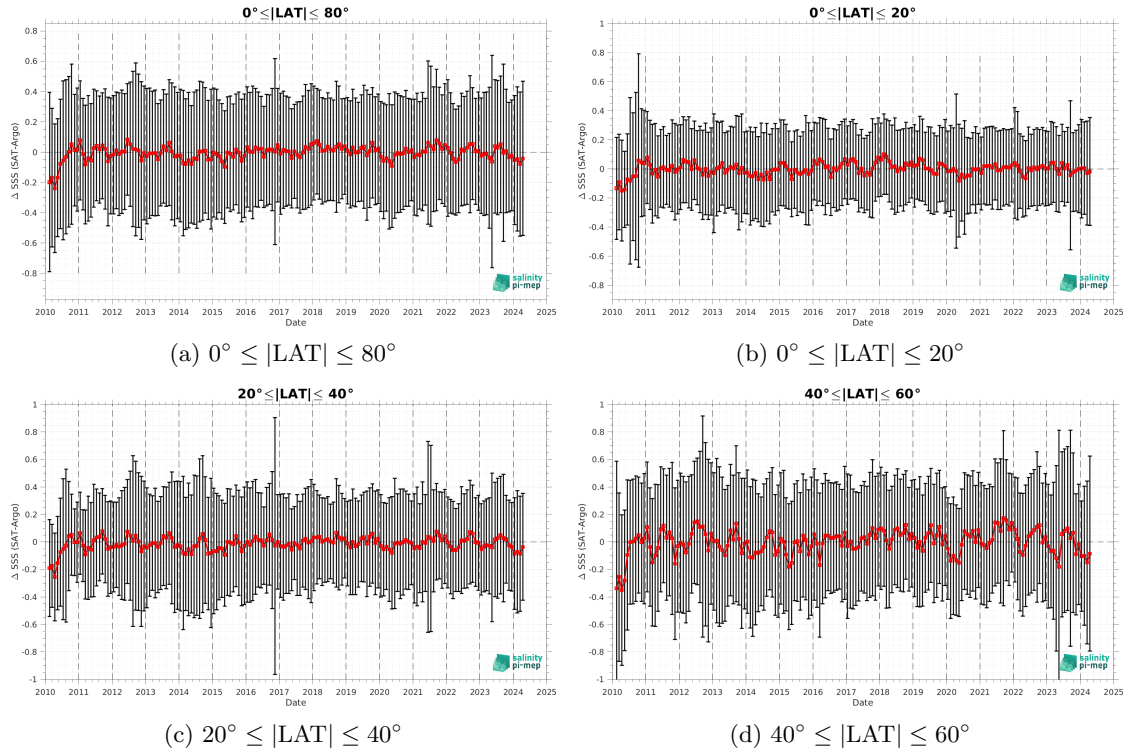 0°≤|LAT|≤ 80°
0.8
0.6
0.4
0.2
0
-0.2
-0.4
-0.6
-0.8
Δ SSS (SAT-Argo)
2010 2011 2012 2013 2014 2015 2016 2017 2018 2019 2020 2021 2022 2023 2024 2025
Date
salinity
pi-mep
(a) 0° ≤ |LAT| ≤ 80°
0°≤|LAT|≤ 20°
1
0.8
0.6
0.4
0.2
0
-0.2
-0.4
-0.6
-0.8
Δ SSS (SAT-Argo)
2010 2011 2012 2013 2014 2015 2016 2017 2018 2019 2020 2021 2022 2023 2024 2025
Date
salinity
pi-mep
(b) 0° ≤ |LAT| ≤ 20°
20°≤|LAT|≤ 40°
1
0.8
0.6
0.4
0.2
0
-0.2
-0.4
-0.6
-0.8
-1
Δ SSS (SAT-Argo)
2010 2011 2012 2013 2014 2015 2016 2017 2018 2019 2020 2021 2022 2023 2024 2025
Date
salinity
pi-mep
(c) 20° ≤ |LAT| ≤ 40°
40°≤|LAT|≤ 60°
1
0.8
0.6
0.4
0.2
0
-0.2
-0.4
-0.6
-0.8
-1
Δ SSS (SAT-Argo)
2010 2011 2012 2013 2014 2015 2016 2017 2018 2019 2020 2021 2022 2023 2024 2025
Date
salinity
pi-mep
(d) 40° ≤ |LAT| ≤ 60°